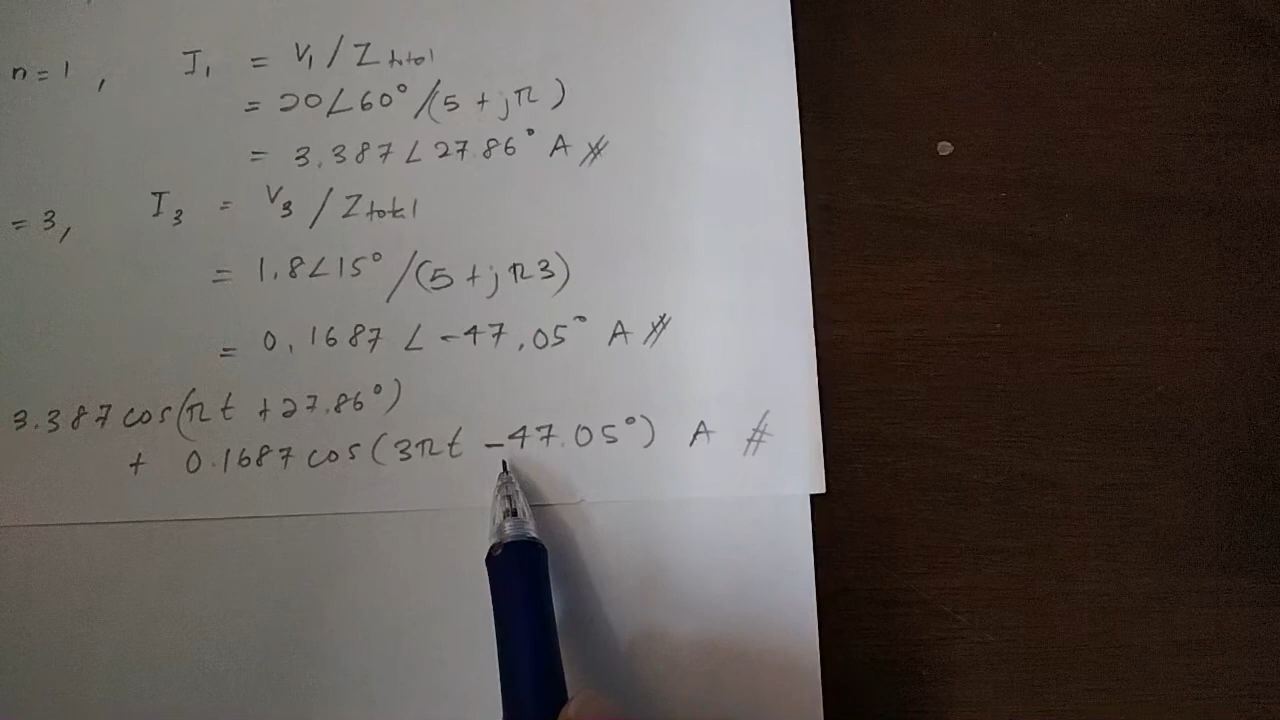 n = 1 , I₁ = V₁ / Z total
= 20∠60° / (5 + jπ)
= 3.387∠27.86° A #
= 3, I₃ = V₃ / Z total
= 1.8∠15° / (5 + jπ3)
= 0.1687∠-47.05° A #
3.387 cos(πt + 27.86°)
+ 0.1687 cos(3πt - 47.05°) A #